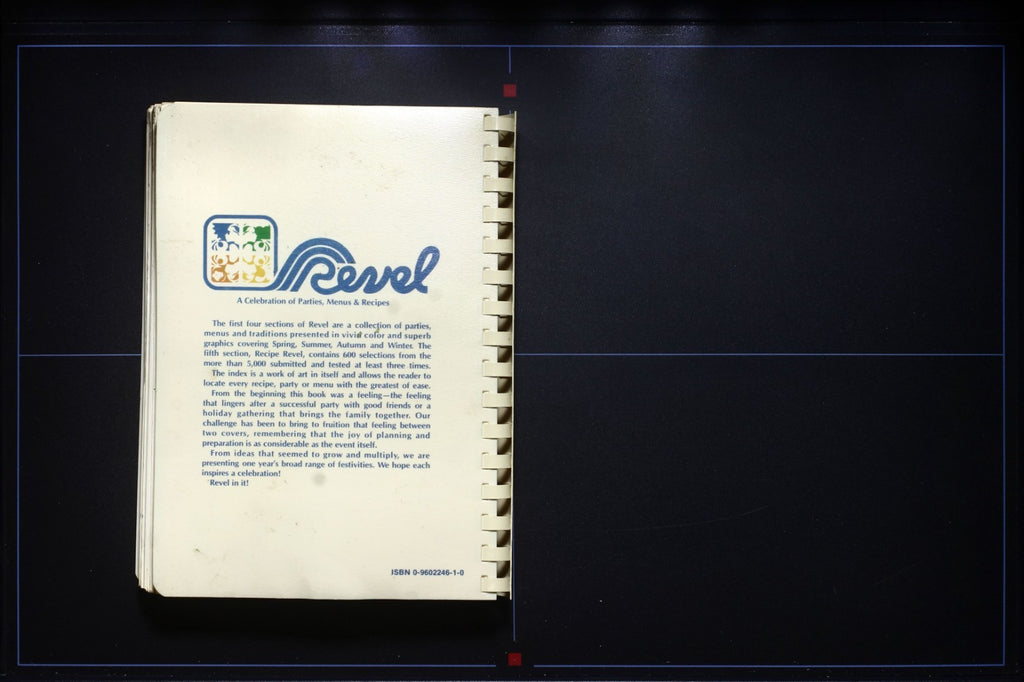 Revel
A Celebration of Parties, Menus & Recipes
The first four sections of Revel are a collection of parties,
menus and traditions presented in vivid color and superb
graphics covering Spring, Summer, Autumn and Winter. The
fifth section, Recipe Revel, contains 600 selections from the
more than 5,000 submitted and tested at least three times.
The index is a work of art in itself and allows the reader to
locate every recipe, party or menu with the greatest of ease.
From the beginning this book was a feeling—the feeling
that lingers after a successful party with good friends or a
holiday gathering that brings the family together. Our
challenge has been to bring to fruition that feeling between
two covers, remembering that the joy of planning and
preparation is as considerable as the event itself.
From ideas that seemed to grow and multiply, we are
presenting one year's broad range of festivities. We hope each
inspires a celebration!
Revel in it!
ISBN 0-9602246-1-0